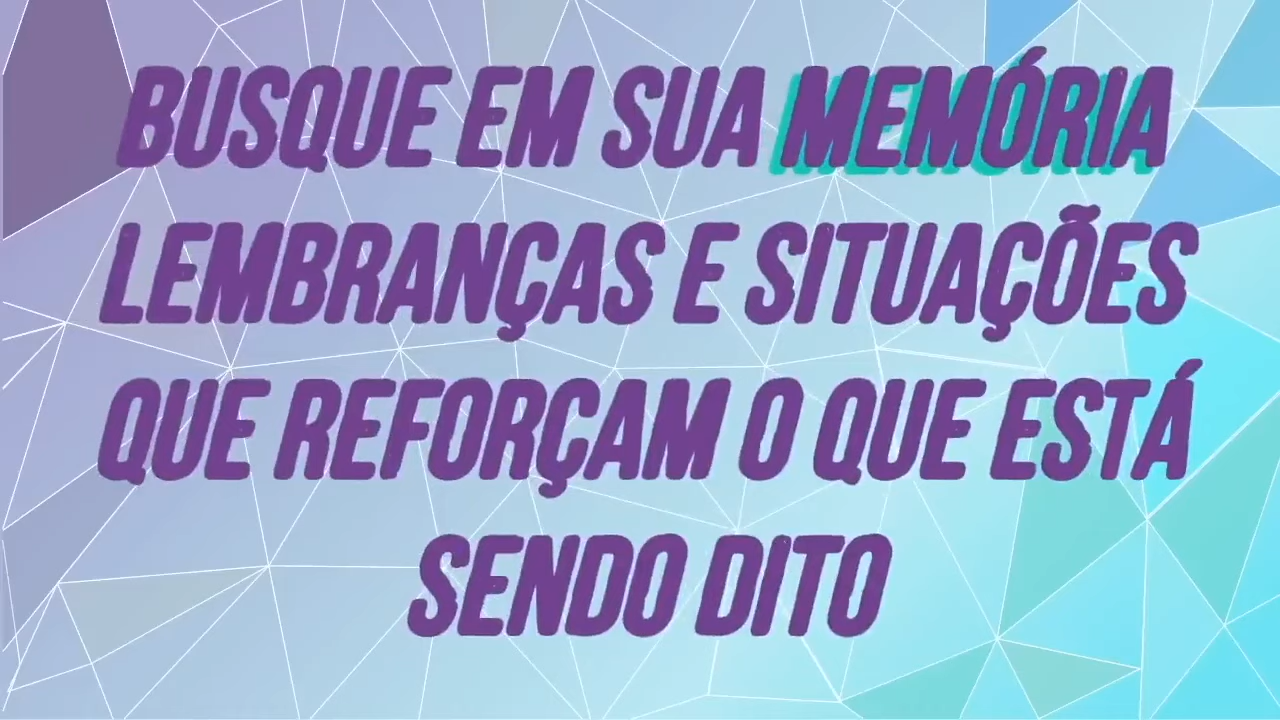 BUSQUE EM SUA MEMÓRIA
LEMBRANÇAS E SITUAÇÕES
QUE REFORÇAM O QUE ESTÁ
SENDO DITO